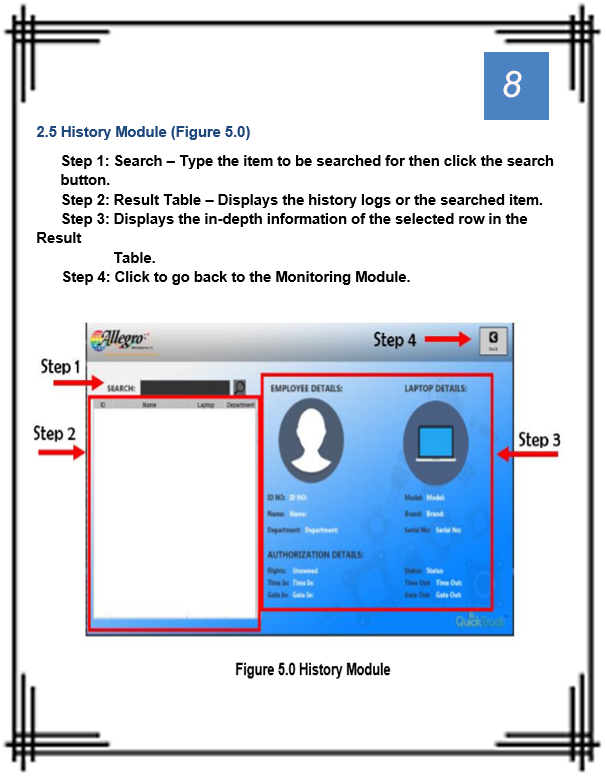 8
2.5 History Module (Figure 5.0)
Step 1: Search – Type the item to be searched for then click the search
button.
Step 2: Result Table – Displays the history logs or the searched item.
Step 3: Displays the in-depth information of the selected row in the
Result
Table.
Step 4: Click to go back to the Monitoring Module.
Allegro
Step 4
Back
Step 1
SEARCH:
EMPLOYEE DETAILS:
LAPTOP DETAILS:
ID Name Laptop Department
Step 2
Step 3
ID NO: ID NO:
Model: Model:
Name: Name:
Brand: Brand:
Department: Department:
Serial No: Serial No:
AUTHORIZATION DETAILS:
Rights: Unowned
Status: Status
Time In: Time In:
Time Out: Time Out:
Gate In: Gate In:
Gate Out: Gate Out:
QuickTrack
Figure 5.0 History Module